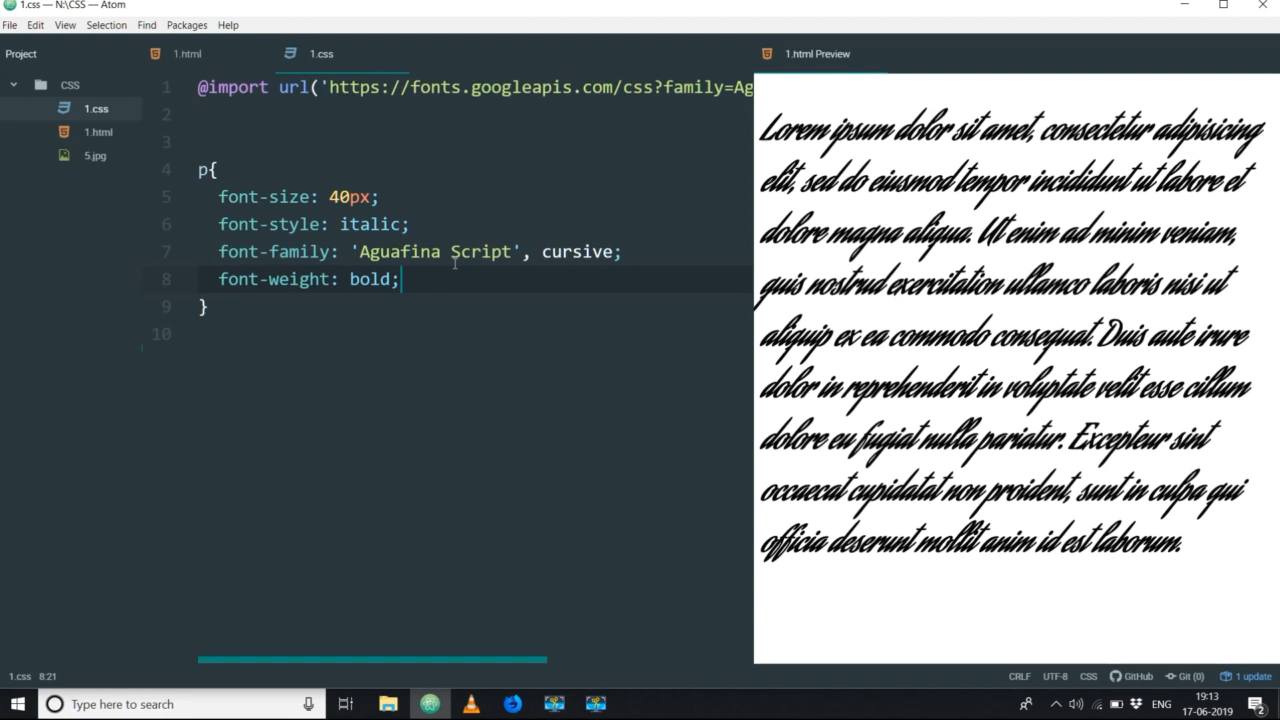 1.css — N:\CSS — Atom
File Edit View Selection Find Packages Help
Project
1.html
1.css
1.html Preview
CSS
1.css
1.html
5.jpg
1 @import url('https://fonts.googleapis.com/css?family=Ag
2
3
4 p{
5 font-size: 40px;
6 font-style: italic;
7 font-family: 'Aguafina Script', cursive;
8 font-weight: bold;
9 }
10
Lorem ipsum dolor sit amet, consectetur adipisicing
elit, sed do eiusmod tempor incididunt ut labore et
dolore magna aliqua. Ut enim ad minim veniam,
quis nostrud exercitation ullamco laboris nisi ut
aliquip ex ea commodo consequat. Duis aute irure
dolor in reprehenderit in voluptate velit esse cillum
dolore eu fugiat nulla pariatur. Excepteur sint
occaecat cupidatat non proident, sunt in culpa qui
officia deserunt mollit anim id est laborum.
1.css 8:21
CRLF UTF-8 CSS GitHub Git (0) 1 update
Type here to search
ENG
19:13
17-06-2019
2